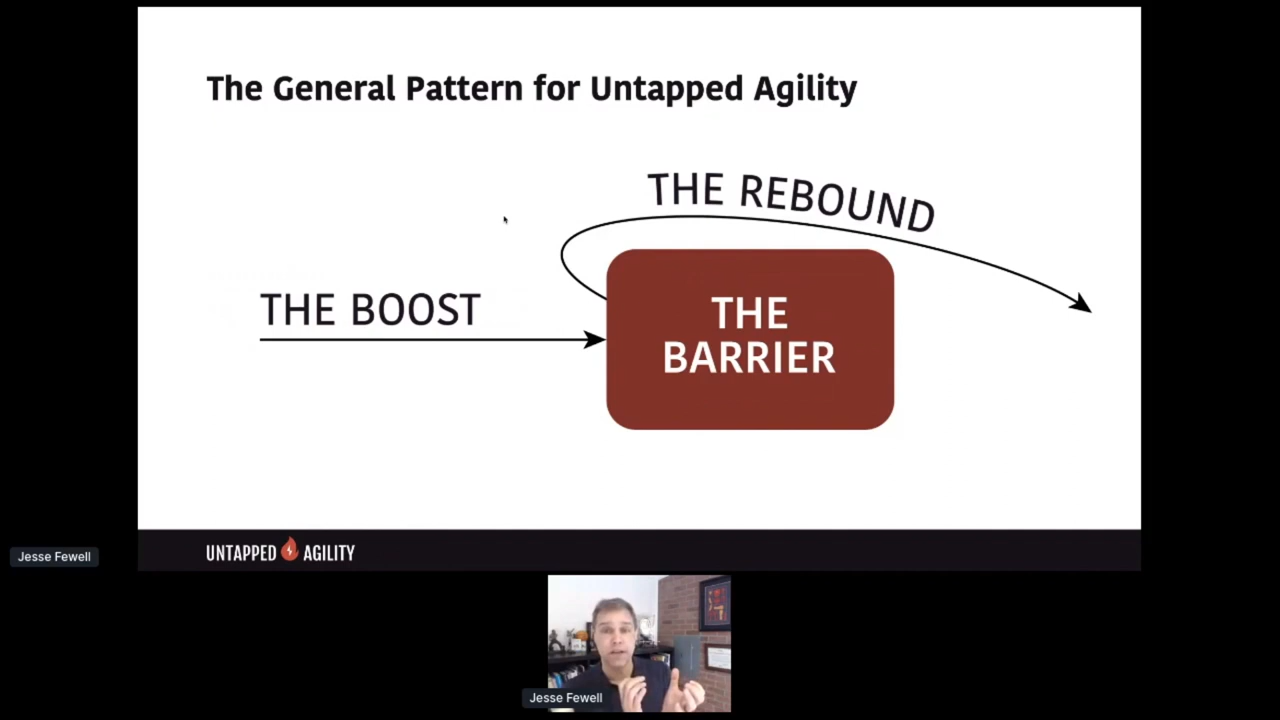 The General Pattern for Untapped Agility
THE REBOUND
THE BOOST
THE
BARRIER
UNTAPPED AGILITY
Jesse Fewell
Jesse Fewell